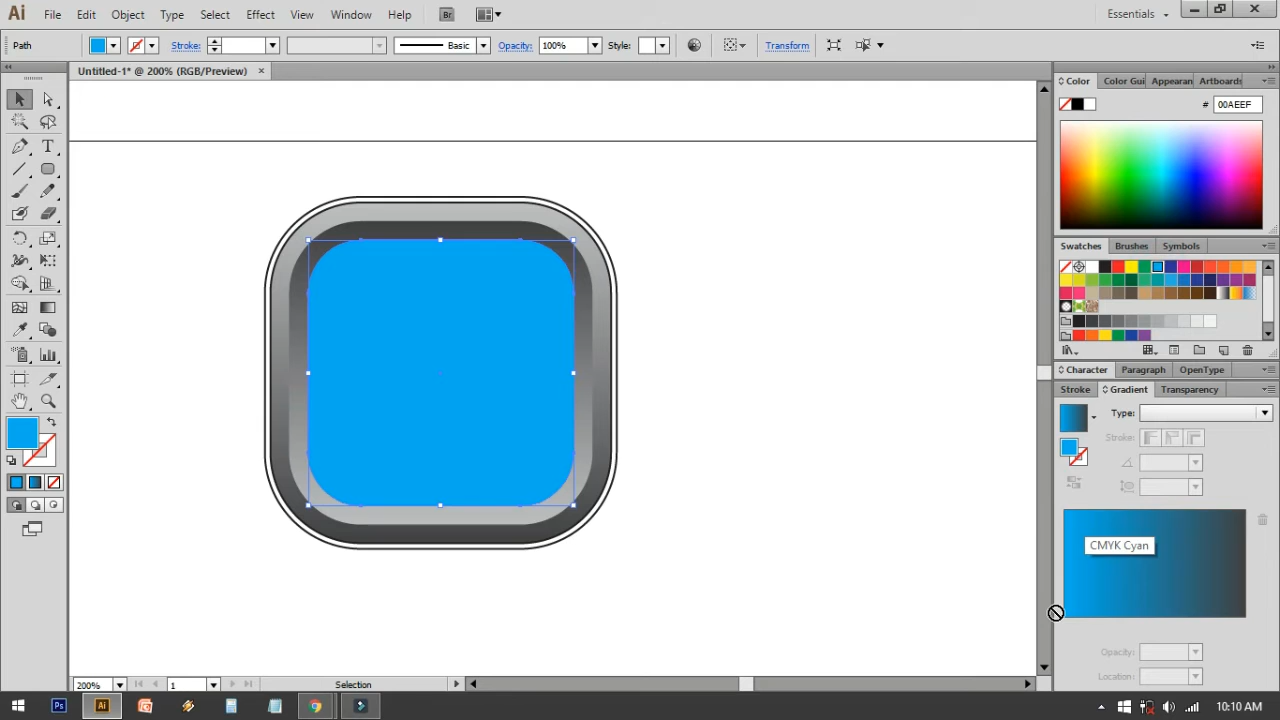 Ai File Edit Object Type Select Effect View Window Help Br Essentials
Path Stroke: Basic Opacity: 100% Style: Transform
Untitled-1* @ 200% (RGB/Preview)
Color Color Gui Appearan Artboards
# 00AEEF
Swatches Brushes Symbols
Character Paragraph OpenType
Stroke Gradient Transparency
Type:
Stroke:
CMYK Cyan
Opacity:
Location:
200% 1 Selection
Ps Ai 10:10 AM